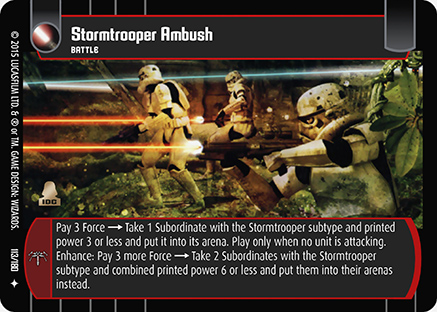 Stormtrooper Ambush
BATTLE
© 2015 LUCASFILM LTD. & ® or TM. GAME DESIGN: WIZARDS.
IDC
113/180
Pay 3 Force → Take 1 Subordinate with the Stormtrooper subtype and printed
power 3 or less and put it into its arena. Play only when no unit is attacking.
Enhance: Pay 3 more Force → Take 2 Subordinates with the Stormtrooper
subtype and combined printed power 6 or less and put them into their arenas
instead.